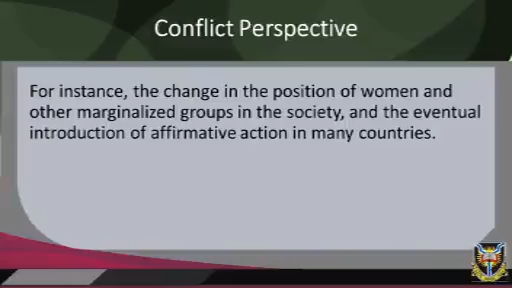 Conflict Perspective
For instance, the change in the position of women and
other marginalized groups in the society, and the eventual
introduction of affirmative action in many countries.